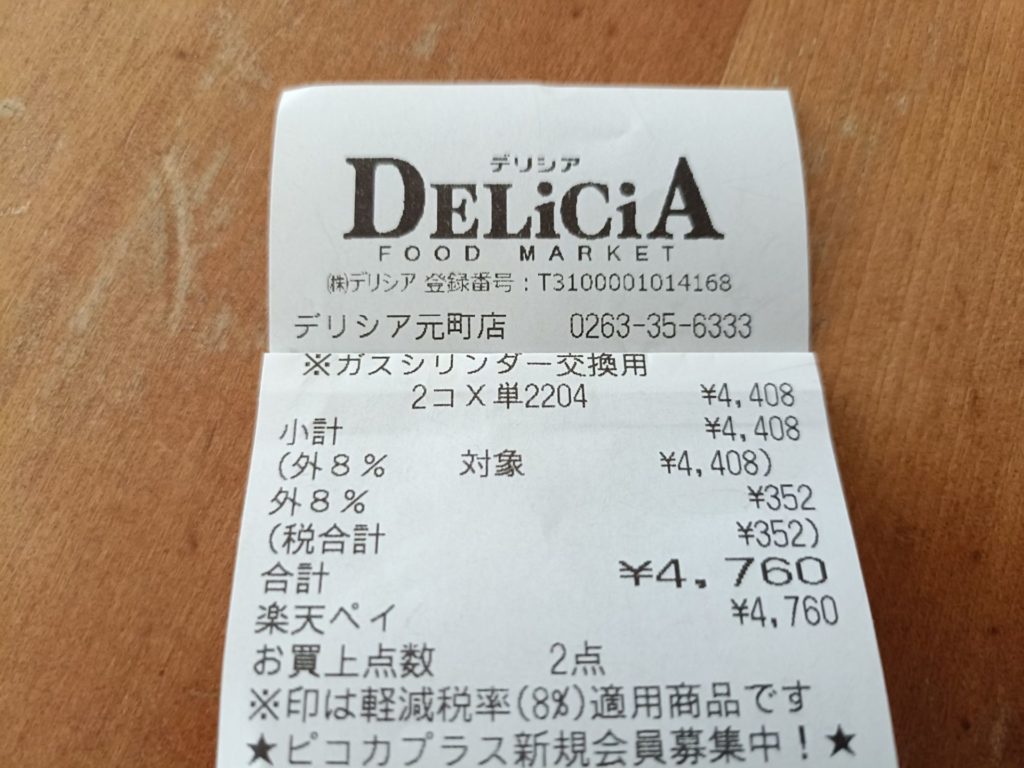 デリシア
DELiCiA
FOOD MARKET
㈱デリシア 登録番号：T3100001014168
デリシア元町店 0263-35-6333
※ガスシリンダー交換用
2コX単2204 ¥4,408
小計 ¥4,408
(外8% 対象 ¥4,408)
外8% ¥352
(税合計 ¥352)
合計 ¥4,760
楽天ペイ ¥4,760
お買上点数 2点
※印は軽減税率(8%)適用商品です
★ピコカプラス新規会員募集中！★